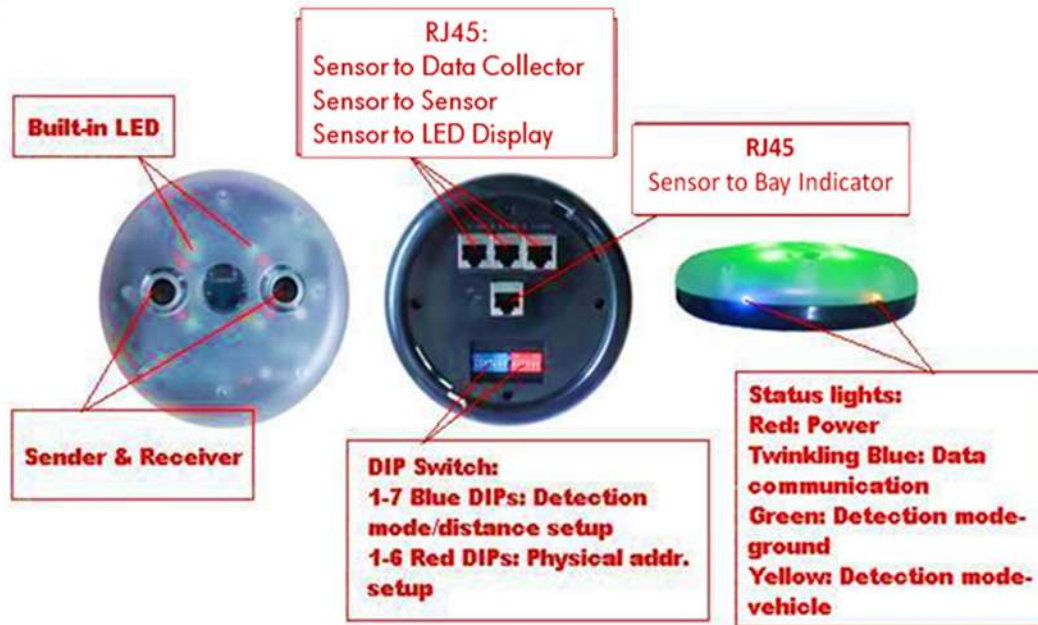 RJ45:
Sensor to Data Collector
Sensor to Sensor
Sensor to LED Display
Built-in LED
RJ45
Sensor to Bay Indicator
Sender & Receiver
DIP Switch:
1-7 Blue DIPs: Detection
mode/distance setup
1-6 Red DIPs: Physical addr.
setup
Status lights:
Red: Power
Twinkling Blue: Data
communication
Green: Detection mode-
ground
Yellow: Detection mode-
vehicle